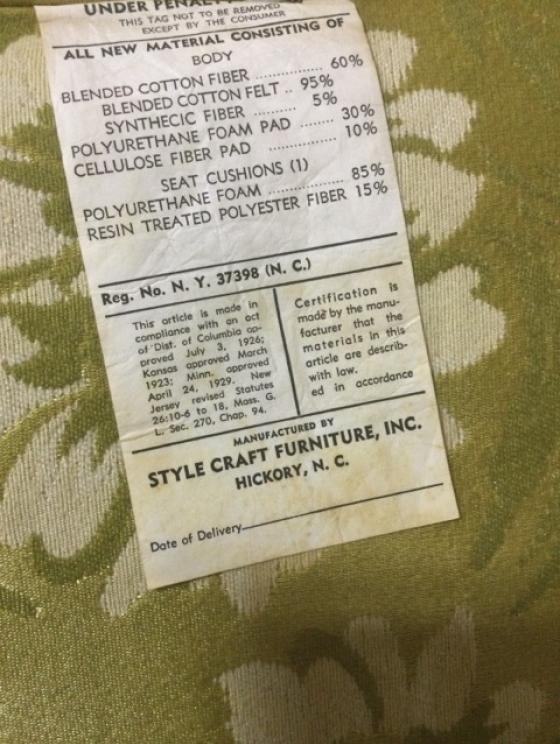 UNDER PENAL
THIS TAG NOT TO BE REMOVED
EXCEPT BY THE CONSUMER
ALL NEW MATERIAL CONSISTING OF
BODY
BLENDED COTTON FIBER ................ 60%
BLENDED COTTON FELT .. 95%
SYNTHECIC FIBER .......... 5%
POLYURETHANE FOAM PAD ........ 30%
CELLULOSE FIBER PAD ................ 10%
SEAT CUSHIONS (1)
POLYURETHANE FOAM ................. 85%
RESIN TREATED POLYESTER FIBER 15%
Reg. No. N. Y. 37398 (N. C.)
This article is made in
compliance with an act
of Dist. of Columbia ap-
proved July 3, 1926;
Kansas approved March
1923; Minn. approved
April 24, 1929. New
Jersey revised Statutes
26:10-6 to 18, Mass. G.
L. Sec. 270, Chap. 94.
Certification is
made by the manu-
facturer that the
materials in this
article are describ-
with law.
ed in accordance
MANUFACTURED BY
STYLE CRAFT FURNITURE, INC.
HICKORY, N. C.
Date of Delivery